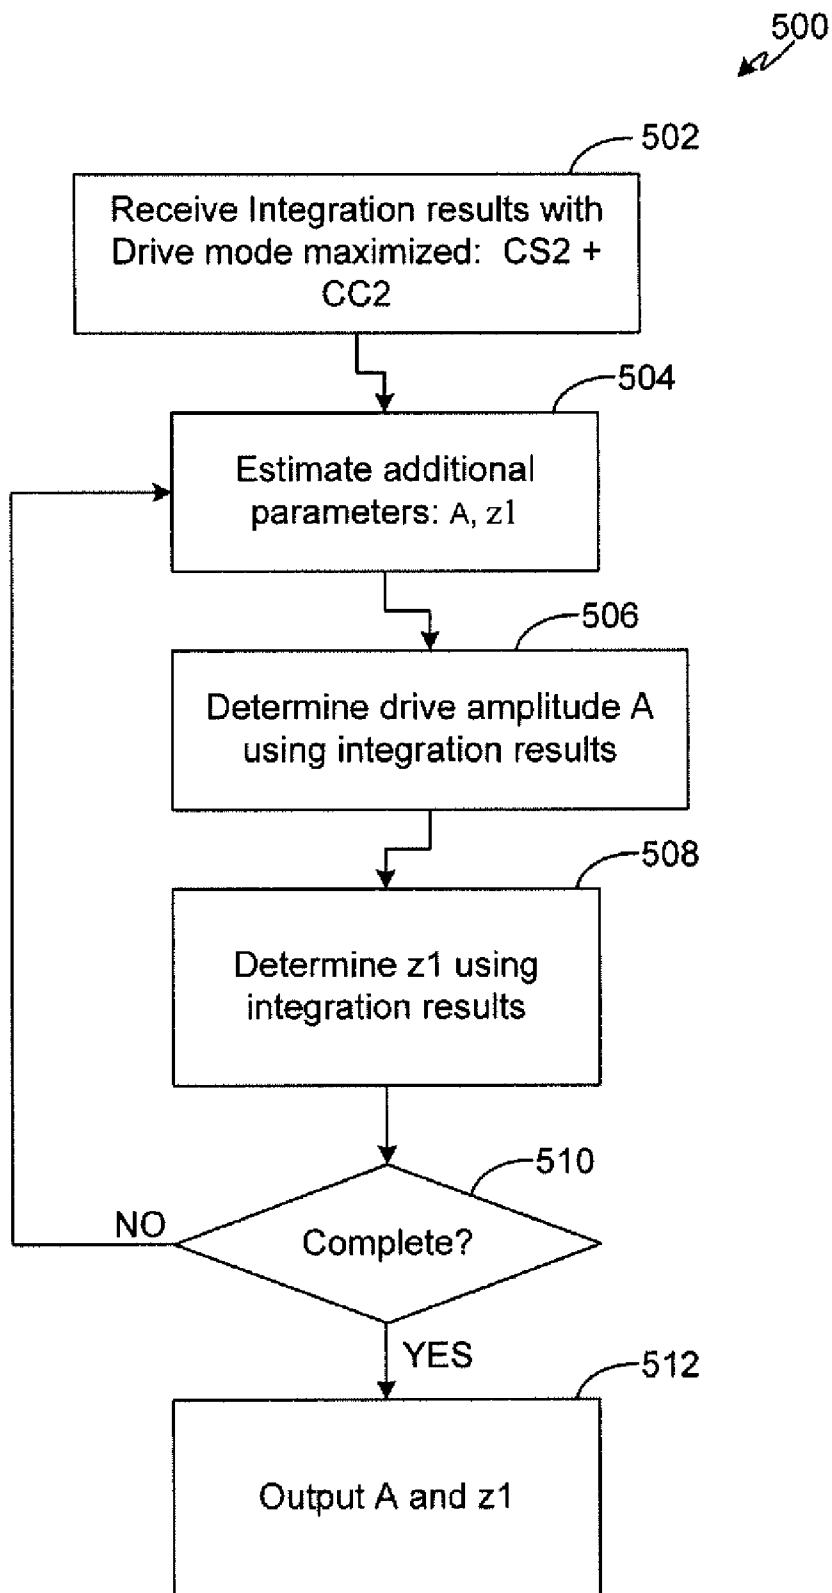 500
502
Receive Integration results with
Drive mode maximized: CS2 +
CC2
504
Estimate additional
parameters: A, z1
506
Determine drive amplitude A
using integration results
508
Determine z1 using
integration results
510
Complete?
NO
YES
512
Output A and z1